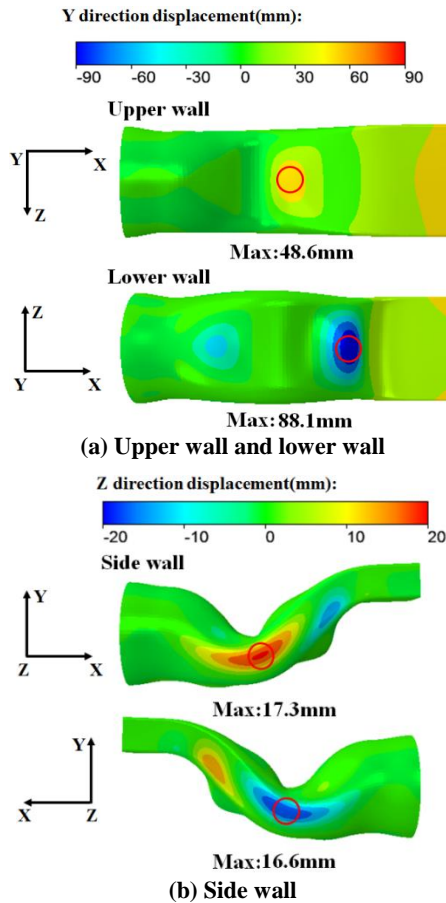 Y direction displacement(mm):
-90 -60 -30 0 30 60 90
Upper wall
Y X
Z
Max:48.6mm
Lower wall
Z
Y X
Max:88.1mm
(a) Upper wall and lower wall
Z direction displacement(mm):
-20 -10 0 10 20
Side wall
Y
Z X
Max:17.3mm
Y
X Z
Max:16.6mm
(b) Side wall